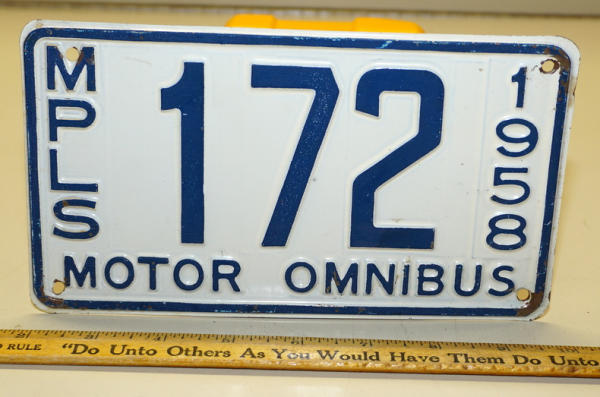 MPLS
172
1958
MOTOR OMNIBUS
RULE "Do Unto Others As You Would Have Them Do Unto